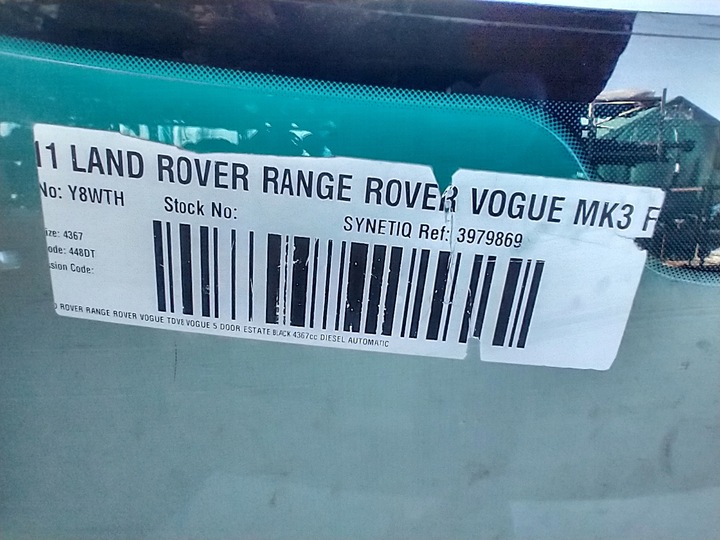 11 LAND ROVER RANGE ROVER VOGUE MK3 F
No: Y8WTH
Stock No:
SYNETIQ Ref: 3979869
ize: 4367
ode: 448DT
sion Code:
ROVER RANGE ROVER VOGUE TDV8 VOGUE 5 DOOR ESTATE BLACK 4367cc DIESEL AUTOMATIC